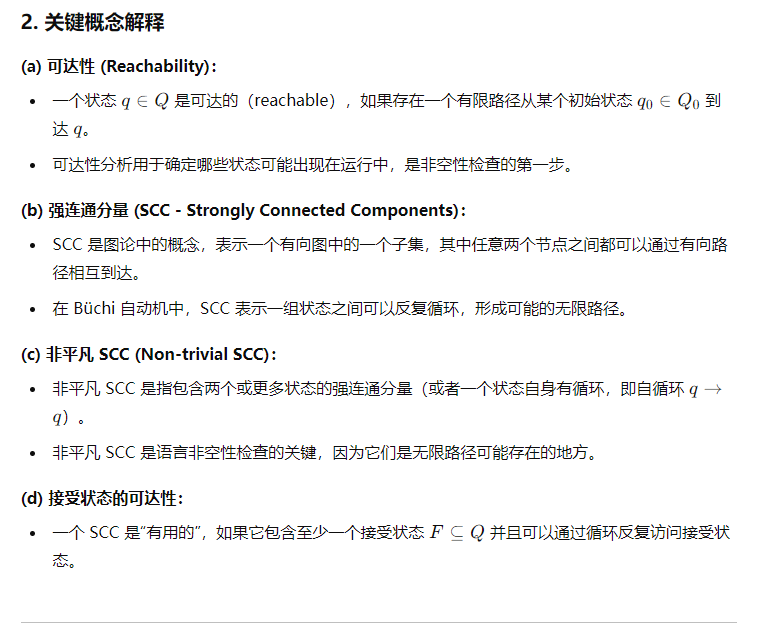 2. 关键概念解释
(a) 可达性 (Reachability)：
• 一个状态 q ∈ Q 是可达的（reachable），如果存在一个有限路径从某个初始状态 q₀ ∈ Q₀ 到
达 q。
• 可达性分析用于确定哪些状态可能出现在运行中，是非空性检查的第一步。
(b) 强连通分量 (SCC - Strongly Connected Components)：
• SCC 是图论中的概念，表示一个有向图中的一个子集，其中任意两个节点之间都可以通过有向路
径相互到达。
• 在 Büchi 自动机中，SCC 表示一组状态之间可以反复循环，形成可能的无限路径。
(c) 非平凡 SCC (Non-trivial SCC)：
• 非平凡 SCC 是指包含两个或更多状态的强连通分量（或者一个状态自身有循环，即自循环 q →
q）。
• 非平凡 SCC 是语言非空性检查的关键，因为它们是无限路径可能存在的地方。
(d) 接受状态的可达性：
• 一个 SCC 是“有用的”，如果它包含至少一个接受状态 F ⊆ Q 并且可以通过循环反复访问接受状
态。